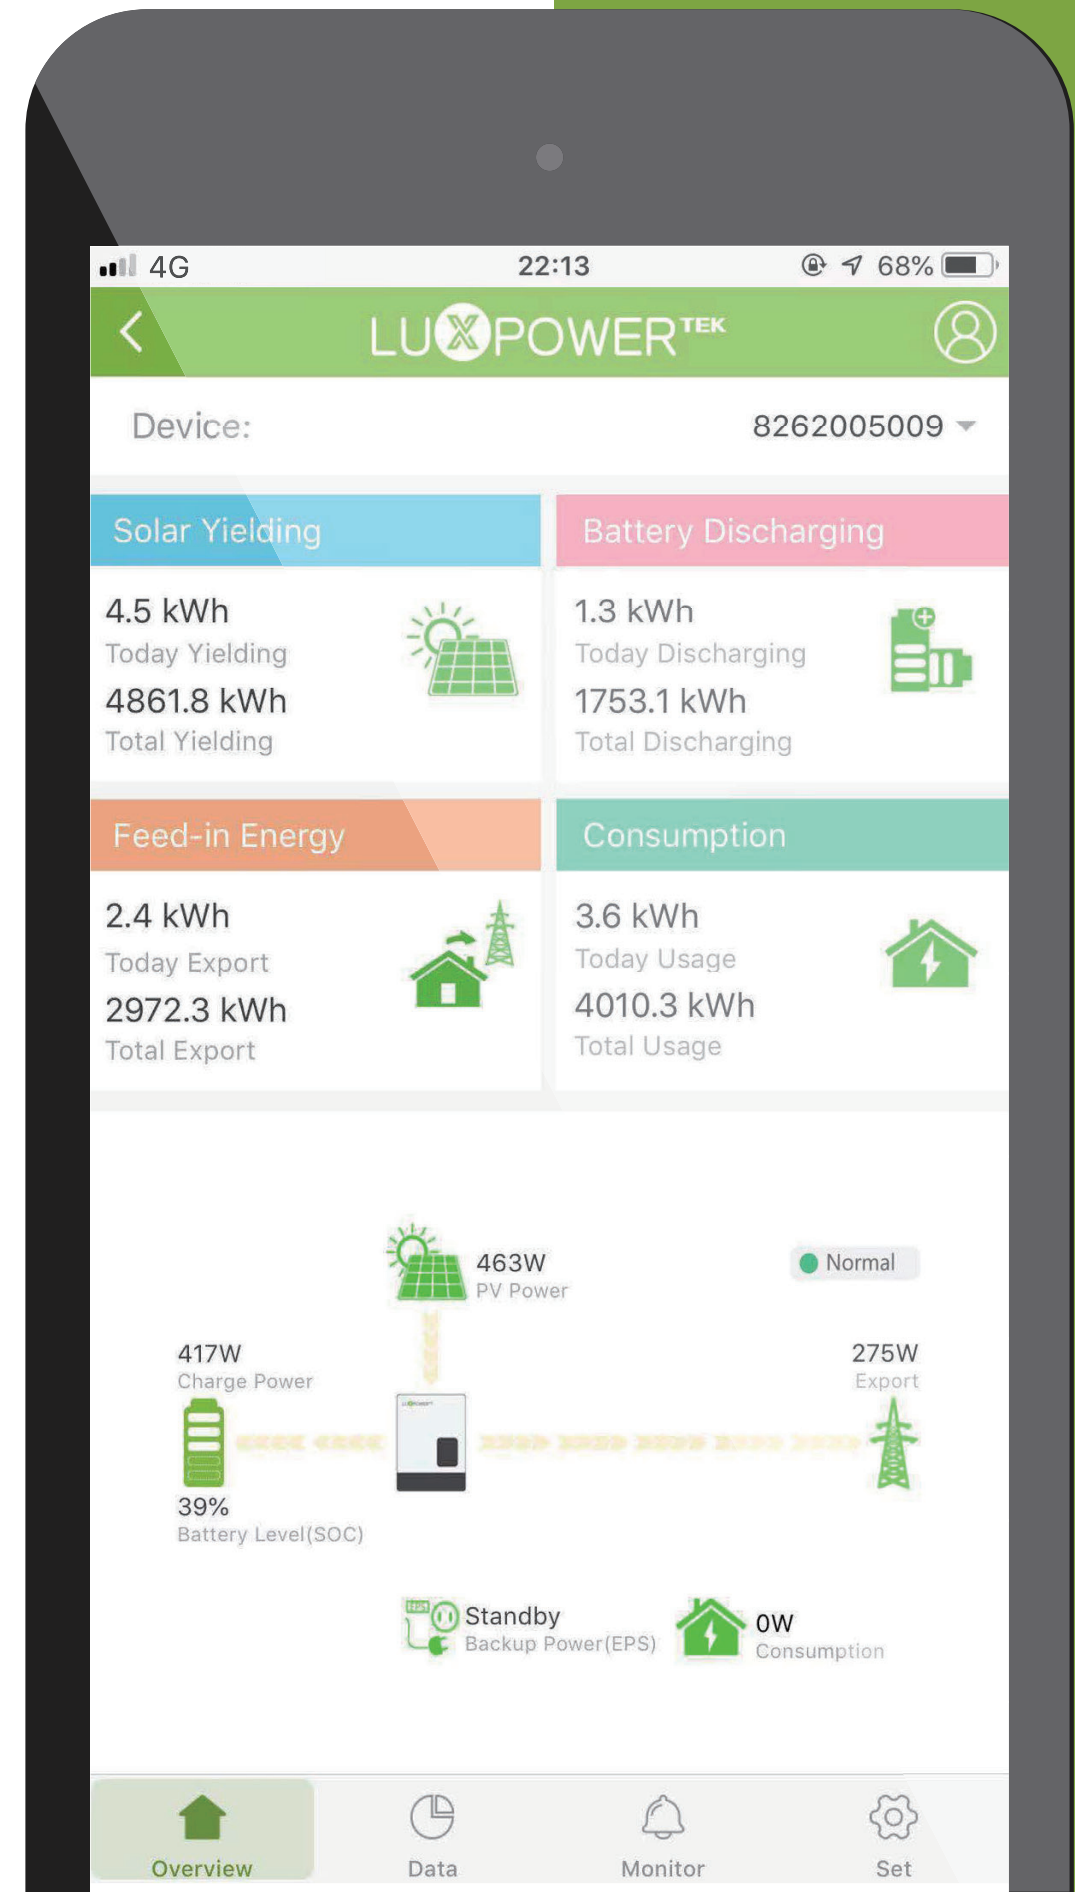 4G 22:13 68%
LUXPOWERTEK
Device: 8262005009
Solar Yielding
4.5 kWh
Today Yielding
4861.8 kWh
Total Yielding
Battery Discharging
1.3 kWh
Today Discharging
1753.1 kWh
Total Discharging
Feed-in Energy
2.4 kWh
Today Export
2972.3 kWh
Total Export
Consumption
3.6 kWh
Today Usage
4010.3 kWh
Total Usage
463W
PV Power
Normal
417W
Charge Power
275W
Export
39%
Battery Level(SOC)
EPS
Standby
Backup Power(EPS)
0W
Consumption
Overview
Data
Monitor
Set